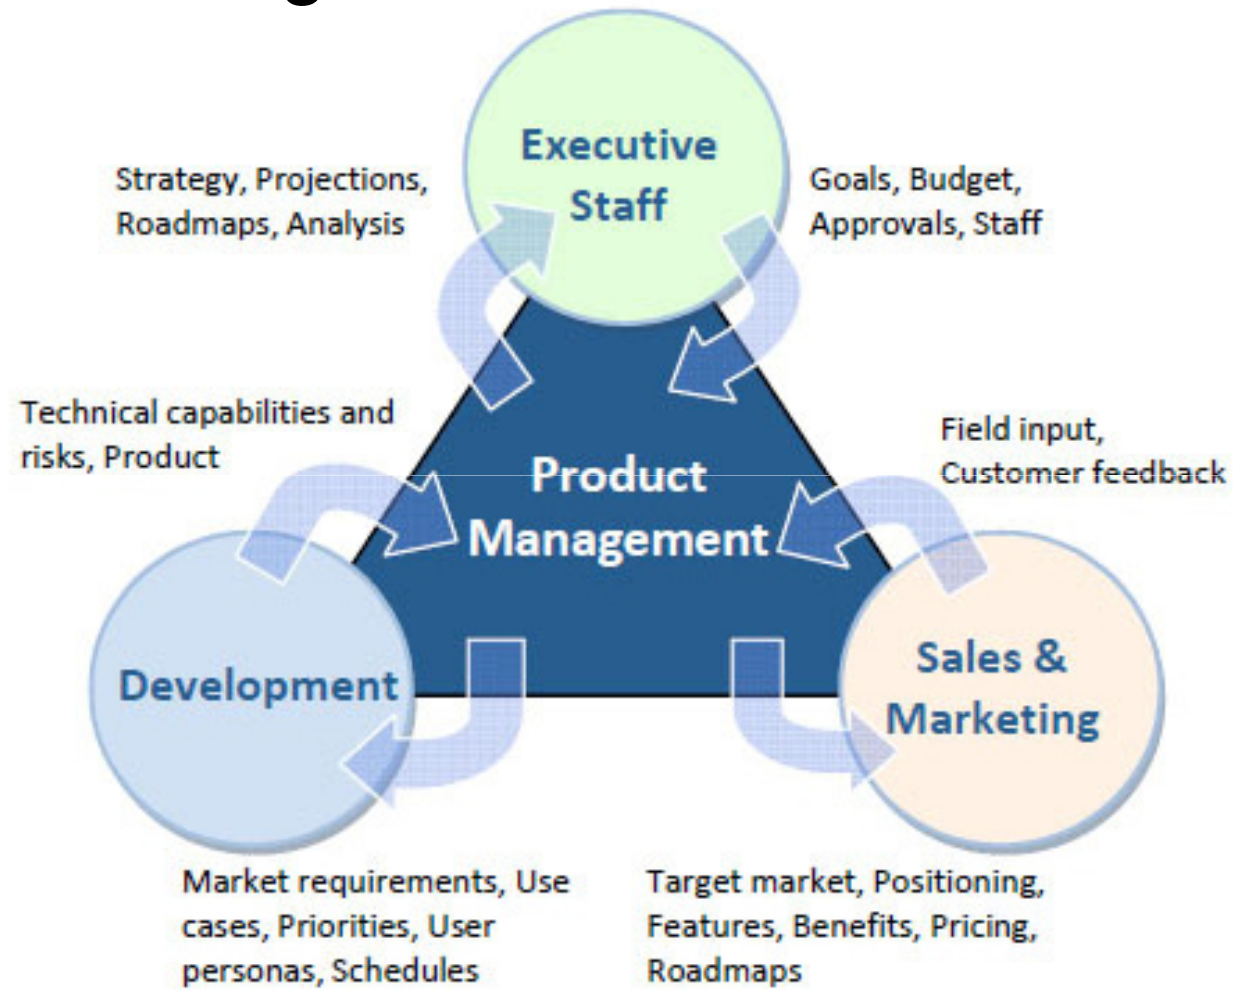 Executive
Staff
Strategy, Projections,
Roadmaps, Analysis
Goals, Budget,
Approvals, Staff
Technical capabilities and
risks, Product
Field input,
Customer feedback
Product
Management
Development
Sales &
Marketing
Market requirements, Use
cases, Priorities, User
personas, Schedules
Target market, Positioning,
Features, Benefits, Pricing,
Roadmaps